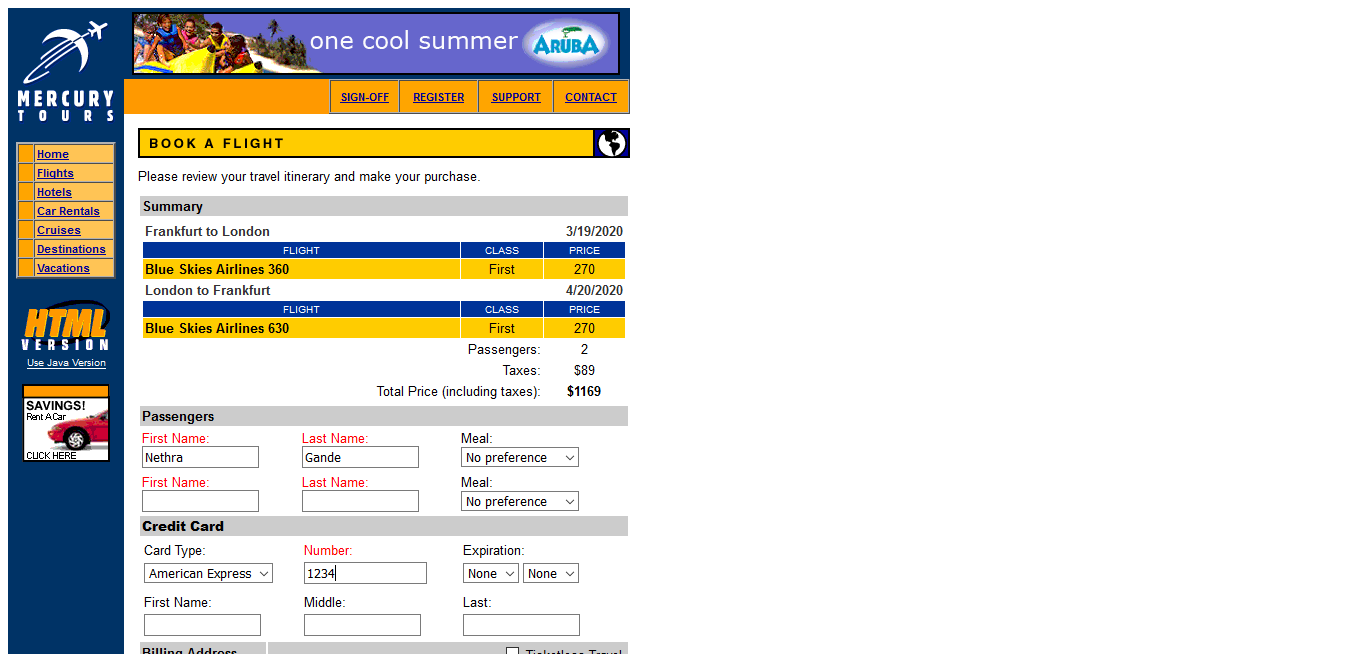 MERCURY
TOURS
one cool summer ARUBA
SIGN-OFF REGISTER SUPPORT CONTACT
Home
Flights
Hotels
Car Rentals
Cruises
Destinations
Vacations
HTML
VERSION
Use Java Version
SAVINGS!
Rent A Car
CLICK HERE
BOOK A FLIGHT
Please review your travel itinerary and make your purchase.
Summary
Frankfurt to London 3/19/2020
FLIGHT CLASS PRICE
Blue Skies Airlines 360 First 270
London to Frankfurt 4/20/2020
FLIGHT CLASS PRICE
Blue Skies Airlines 630 First 270
Passengers: 2
Taxes: $89
Total Price (including taxes): $1169
Passengers
First Name: Last Name: Meal:
Nethra Gande No preference
First Name: Last Name: Meal:
No preference
Credit Card
Card Type: Number: Expiration:
American Express 1234 None None
First Name: Middle: Last:
Billing Address Ticketless Travel